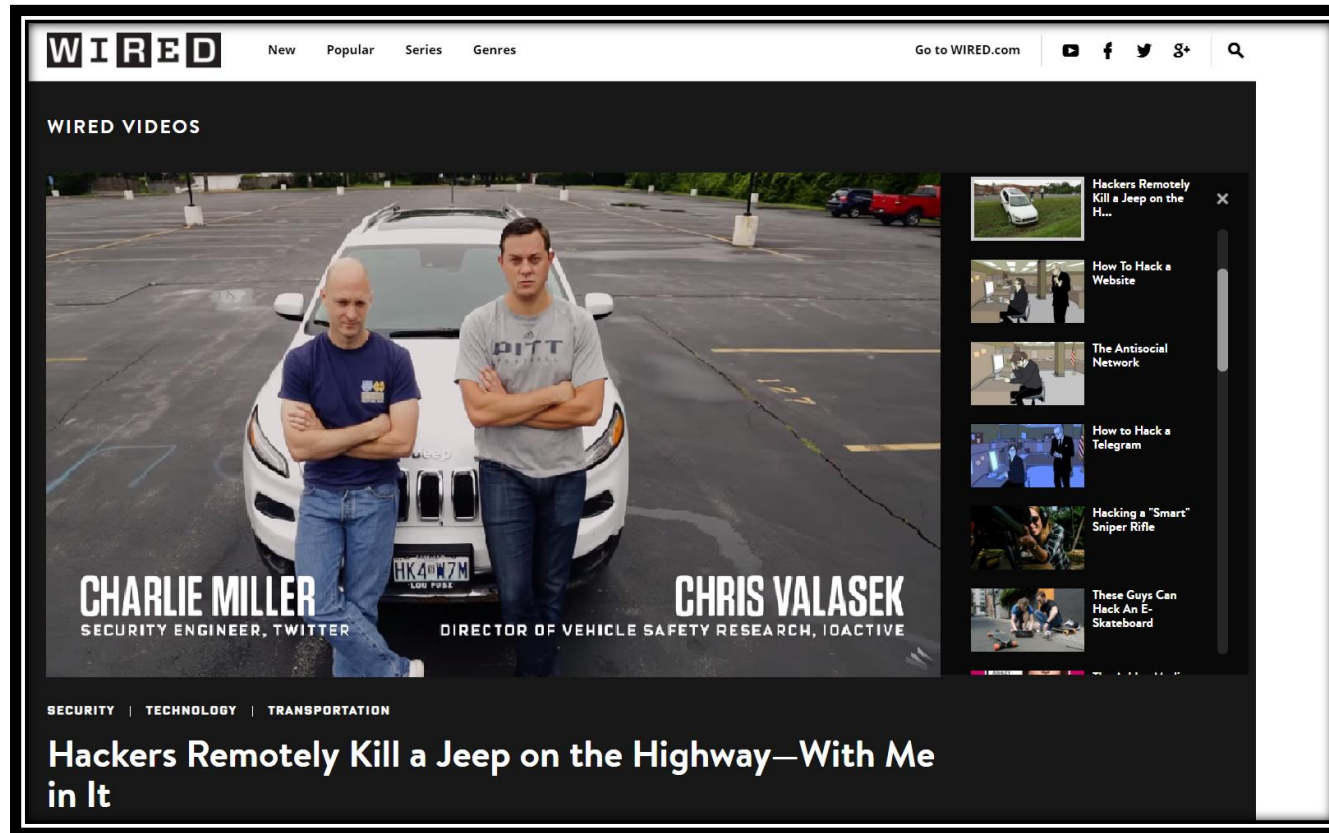 WIRED
New Popular Series Genres
Go to WIRED.com
WIRED VIDEOS
PITT
Jeep
127
CHARLIE MILLER
SECURITY ENGINEER, TWITTER
CHRIS VALASEK
DIRECTOR OF VEHICLE SAFETY RESEARCH, IOACTIVE
Hackers Remotely
Kill a Jeep on the
H...
How To Hack a
Website
The Antisocial
Network
How to Hack a
Telegram
Hacking a "Smart"
Sniper Rifle
These Guys Can
Hack An E-
Skateboard
SECURITY | TECHNOLOGY | TRANSPORTATION
Hackers Remotely Kill a Jeep on the Highway—With Me
in It